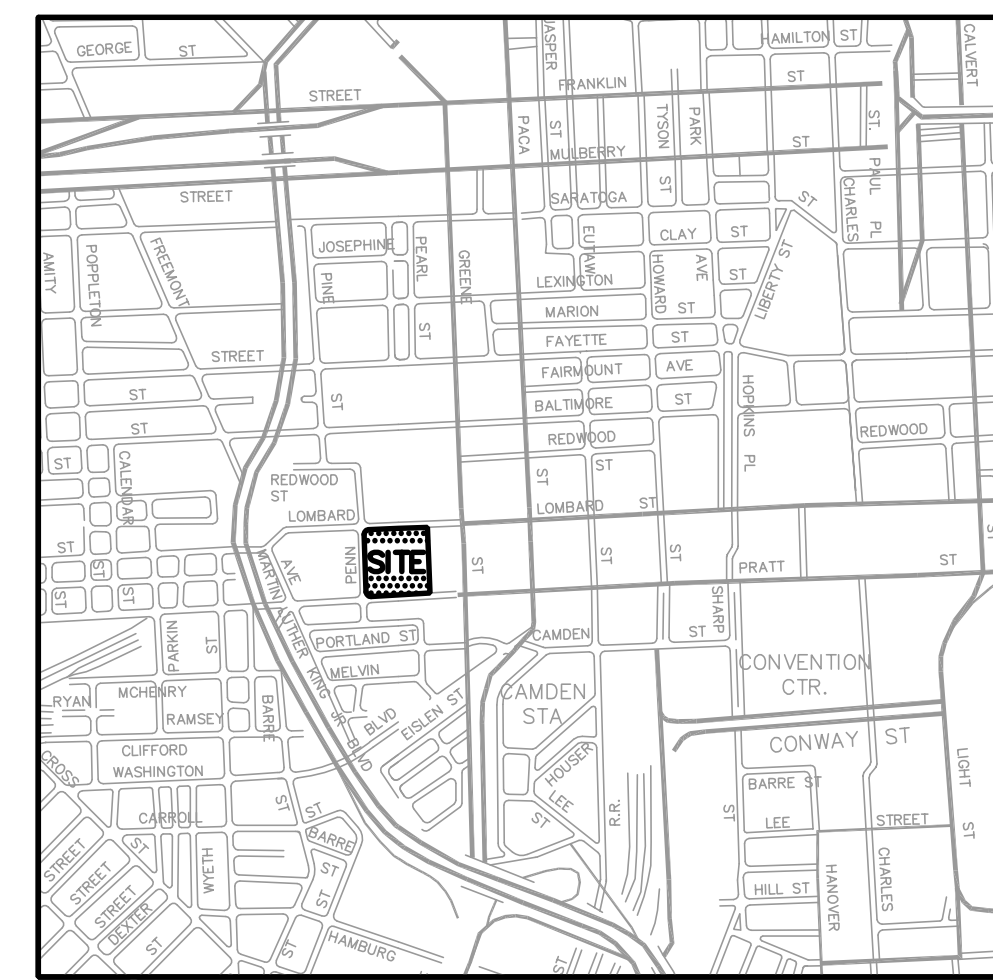 GEORGE ST
JASPER
HAMILTON ST
CALVERT
FRANKLIN ST
STREET
PACA
ST
TYSON
PARK
ST.
MULBERRY
ST
PAUL
PL
STREET
SARATOGA
ST
ST
CHARLES
AMITY
POPPLETON
FREEMONT
JOSEPHINE
PEARL
GREENE
EUTAW
CLAY ST
PINE
LEXINGTON
HOWARD
AVE
ST
LIBERTY ST
MARION ST
ST
FAYETTE ST
STREET
FAIRMOUNT AVE
ST
ST
BALTIMORE ST
HOPKINS PL
ST
REDWOOD
REDWOOD
ST
CALENDAR
REDWOOD
ST
ST
ST
LOMBARD
LOMBARD ST
ST
MARTIN LUTHER KING JR BLVD
AVE
PENN
SITE
ST
ST
ST
PRATT
ST
ST
ST
ST
ST
SHARP
PARKIN
ST
PORTLAND ST
CAMDEN ST
MELVIN
CONVENTION
CTR.
RYAN
MCHENRY
RAMSEY
BARRE
CAMDEN
STA
BLVD
EISLEN ST
CONWAY ST
CLIFFORD
WASHINGTON
CROSS
HOUSER
LIGHT
ST
BARRE ST
LEE
ST
R.R.
ST
LEE
STREET
CARROLL
ST
ST
ST
BARRE
ST
STREET
STREET
STREET
DEXTER
ST
WYETH
ST
HILL ST
HANOVER
CHARLES
ST
HAMBURG
ST
ST